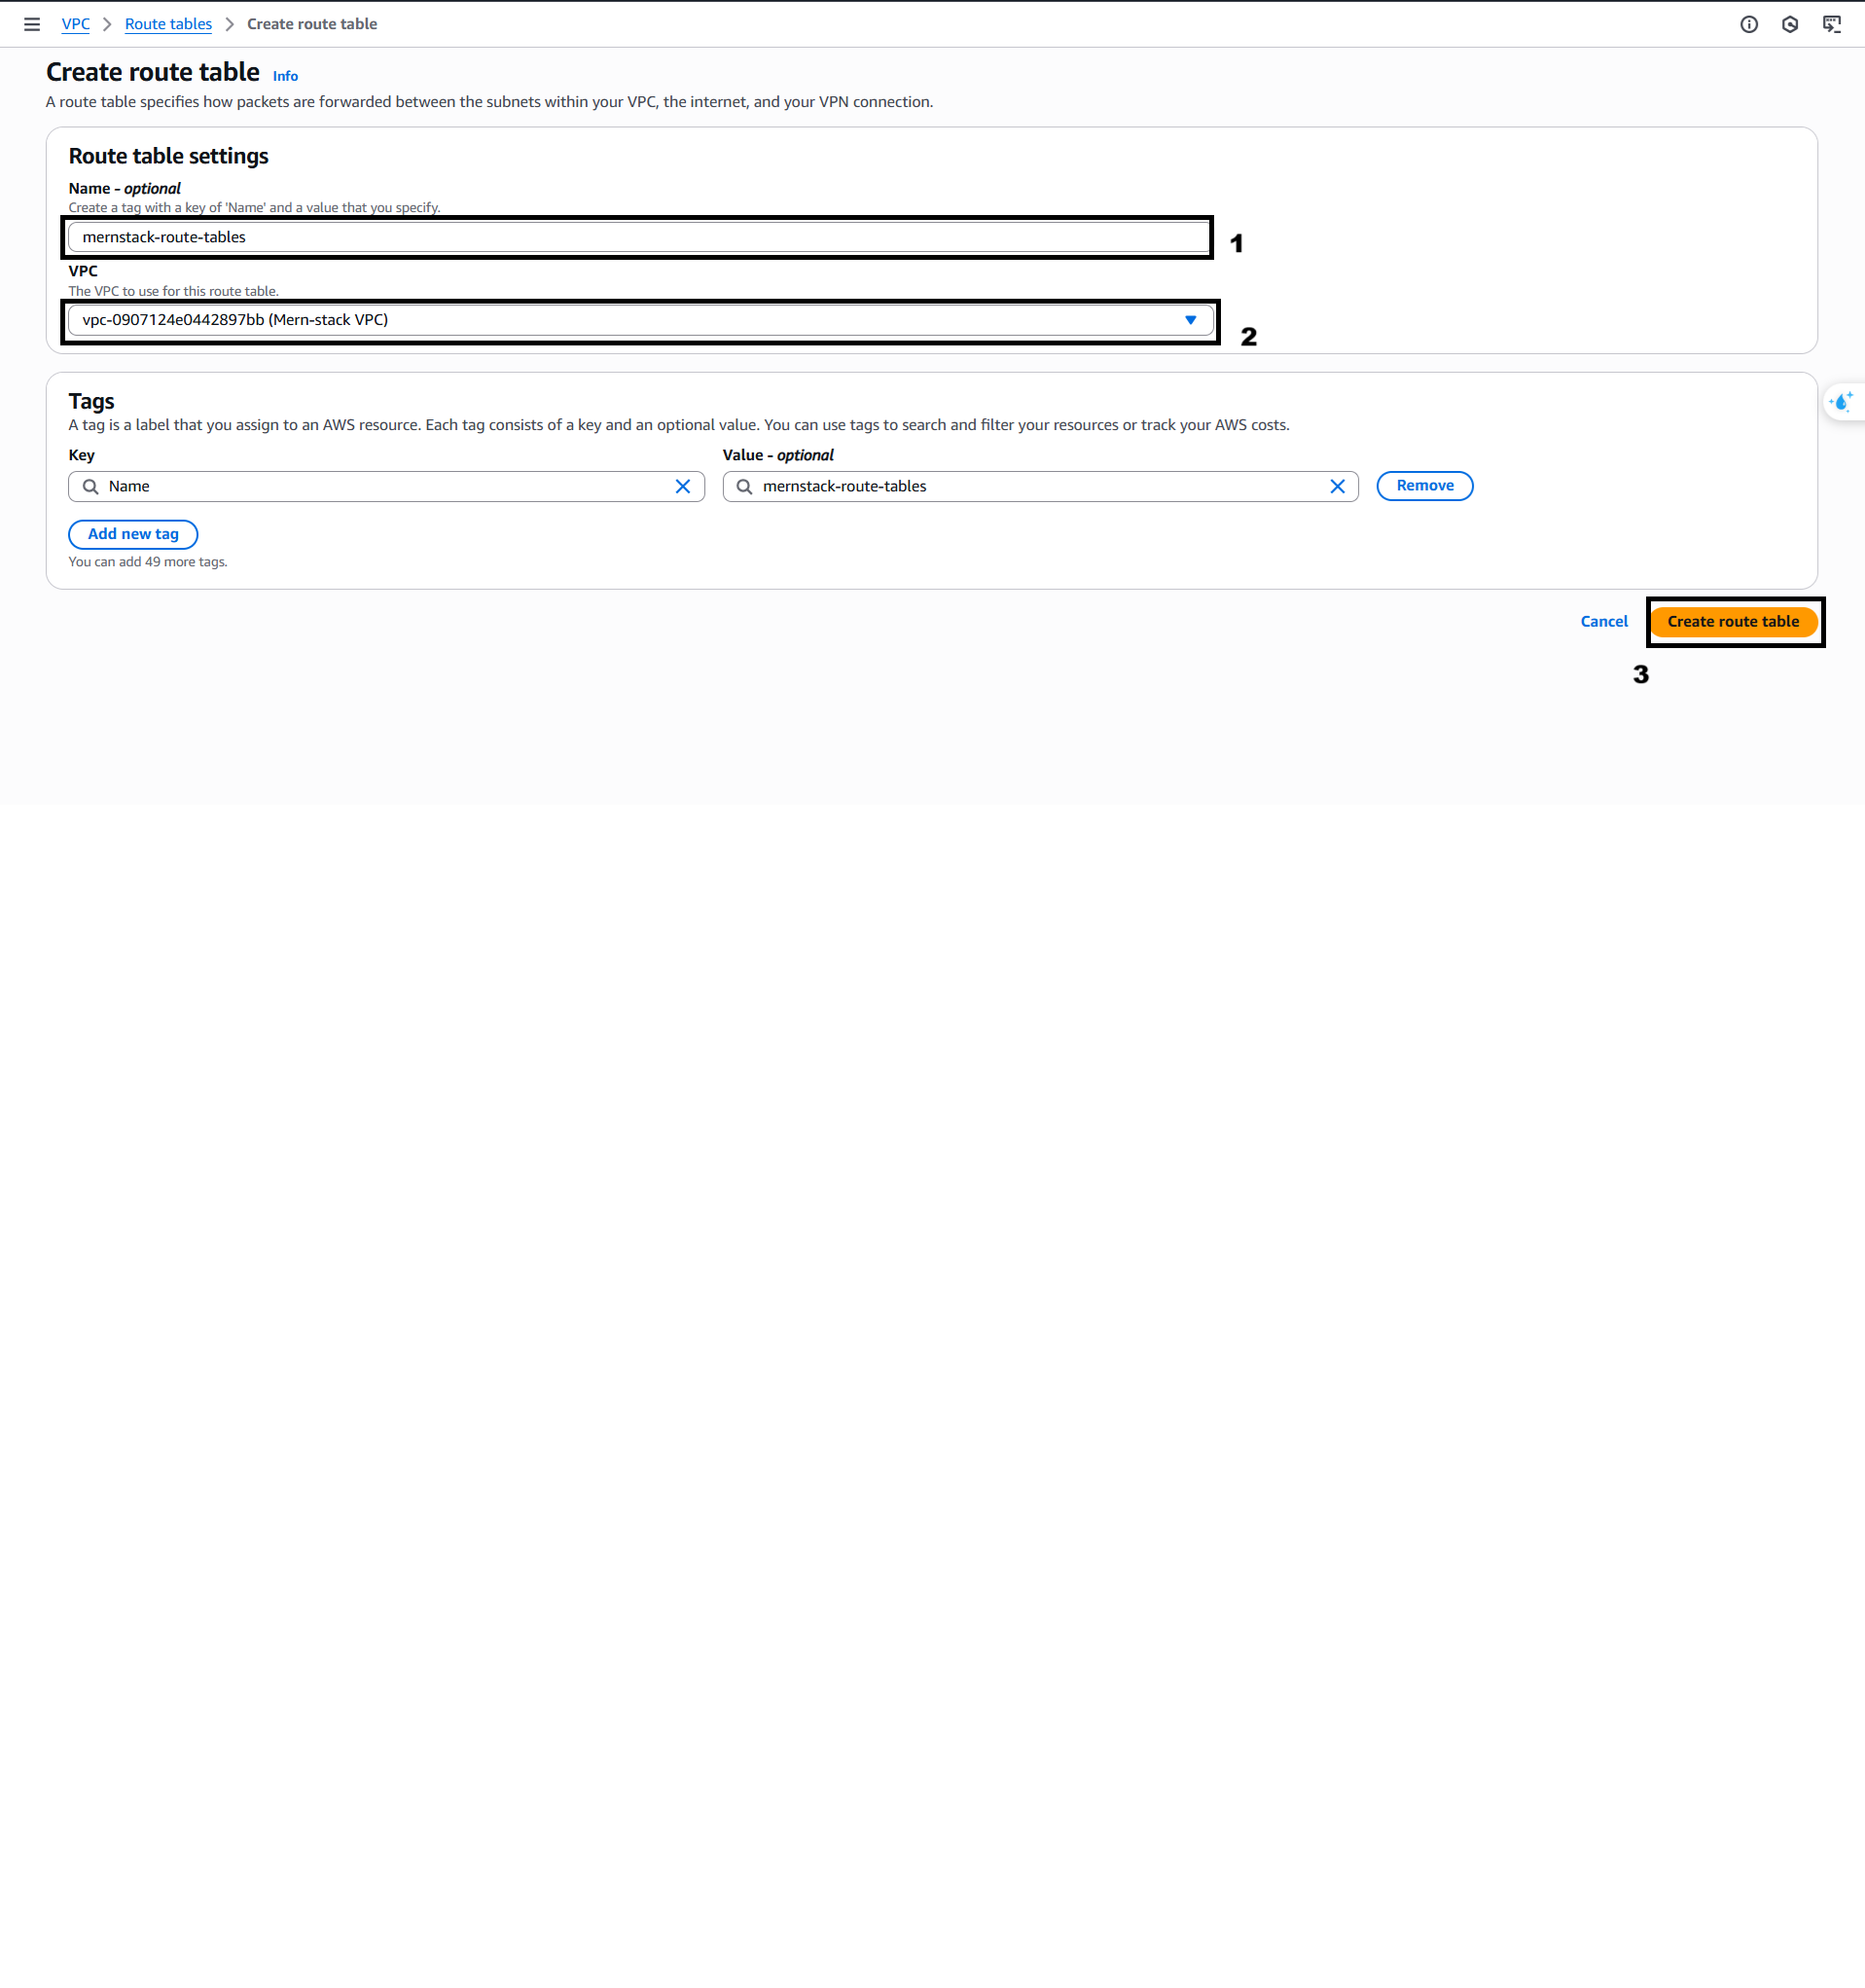 VPC > Route tables > Create route table
Create route table Info
A route table specifies how packets are forwarded between the subnets within your VPC, the internet, and your VPN connection.
Route table settings
Name - optional
Create a tag with a key of 'Name' and a value that you specify.
mernstack-route-tables
1
VPC
The VPC to use for this route table.
vpc-0907124e0442897bb (Mern-stack VPC)
2
Tags
A tag is a label that you assign to an AWS resource. Each tag consists of a key and an optional value. You can use tags to search and filter your resources or track your AWS costs.
Key Value - optional
Name mernstack-route-tables Remove
Add new tag
You can add 49 more tags.
Cancel Create route table
3